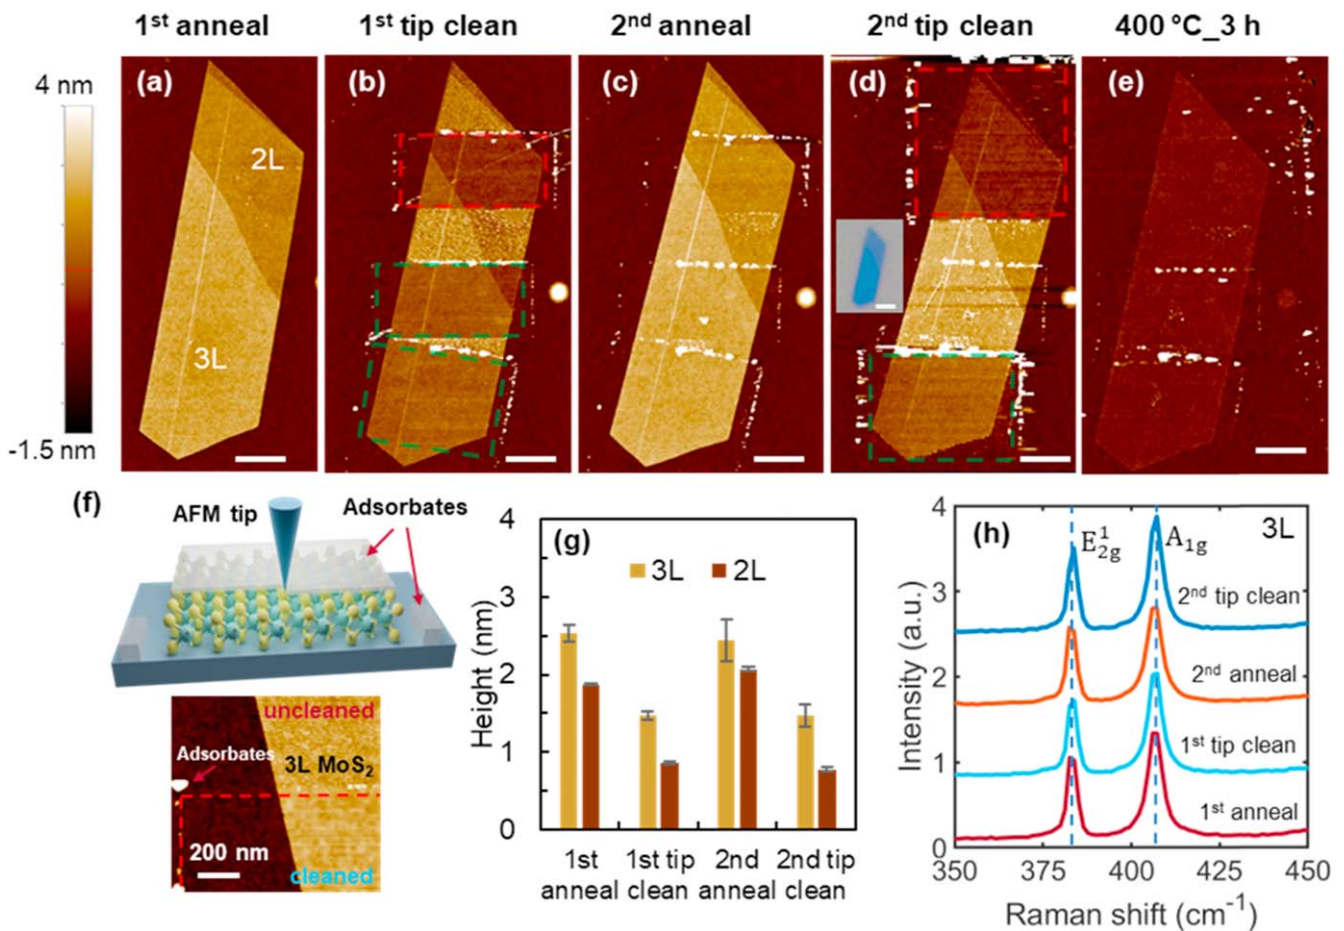 1st anneal
1st tip clean
2nd anneal
2nd tip clean
400 °C_3 h
4 nm
-1.5 nm
(a)
2L
3L
(b)
(c)
(d)
(e)
(f)
AFM tip
Adsorbates
uncleaned
Adsorbates
3L MoS2
200 nm
cleaned
(g)
3L
2L
Height (nm)
4
3
2
1
0
1st anneal
1st tip clean
2nd anneal
2nd tip clean
(h)
3L
E12g
A1g
2nd tip clean
2nd anneal
1st tip clean
1st anneal
Intensity (a.u.)
4
3
2
1
0
350
375
400
425
450
Raman shift (cm-1)